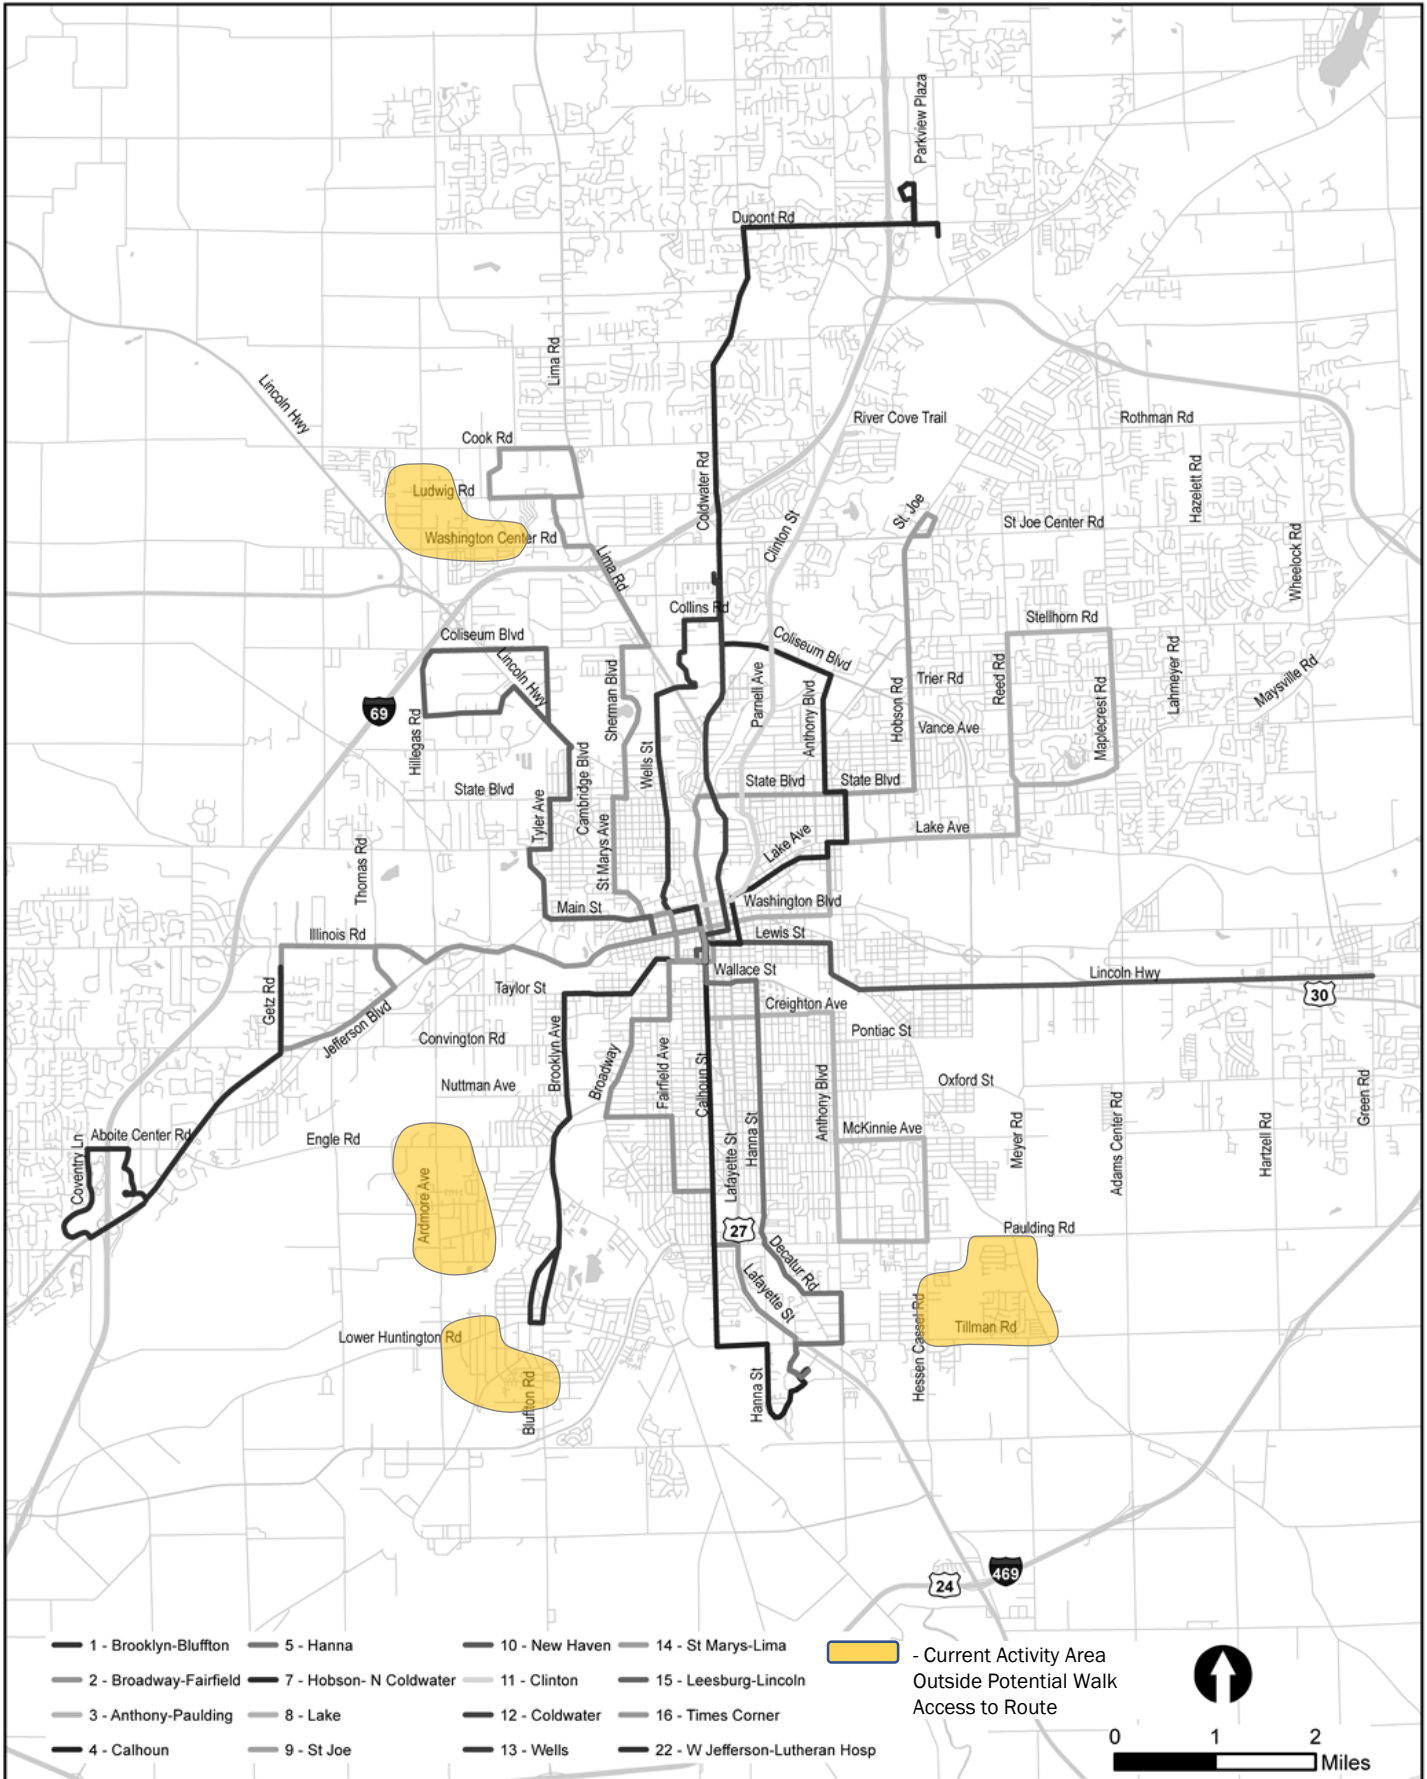 Parkview Plaza
Dupont Rd
Lima Rd
Lincoln Hwy
River Cove Trail
Rothman Rd
Cook Rd
Coldwater Rd
Hazelett Rd
Ludwig Rd
St. Joe
St Joe Center Rd
Washington Center Rd
Clinton St
Wheelock Rd
Lima Rd
Collins Rd
Stellhorn Rd
Coliseum Blvd
Coliseum Blvd
Lincoln Hwy
Sherman Blvd
Parnell Ave
Anthony Blvd
Hobson Rd
Trier Rd
Reed Rd
Lahmeyer Rd
Maysville Rd
69
Hillegas Rd
Vance Ave
Maplecrest Rd
Cambridge Blvd
Wells St
State Blvd
State Blvd
State Blvd
Tyler Ave
St Marys Ave
Lake Ave
Lake Ave
Thomas Rd
Main St
Washington Blvd
Illinois Rd
Lewis St
Wallace St
Lincoln Hwy
30
Taylor St
Getz Rd
Creighton Ave
Jefferson Blvd
Convington Rd
Pontiac St
Brooklyn Ave
Broadway
Fairfield Ave
Calhoun St
Nuttman Ave
Oxford St
Anthony Blvd
Green Rd
Aboite Center Rd
Engle Rd
Hanna St
McKinnie Ave
Meyer Rd
Adams Center Rd
Hartzell Rd
Coventry Ln
Lafayette St
Ardmore Ave
27
Paulding Rd
Decatur Rd
Lafayette St
Lower Huntington Rd
Hessen Cassel Rd
Tillman Rd
Bluffton Rd
Hanna St
24
469
1 - Brooklyn-Bluffton
2 - Broadway-Fairfield
3 - Anthony-Paulding
4 - Calhoun
5 - Hanna
7 - Hobson- N Coldwater
8 - Lake
9 - St Joe
10 - New Haven
11 - Clinton
12 - Coldwater
13 - Wells
14 - St Marys-Lima
15 - Leesburg-Lincoln
16 - Times Corner
22 - W Jefferson-Lutheran Hosp
- Current Activity Area
Outside Potential Walk
Access to Route
0 1 2
Miles